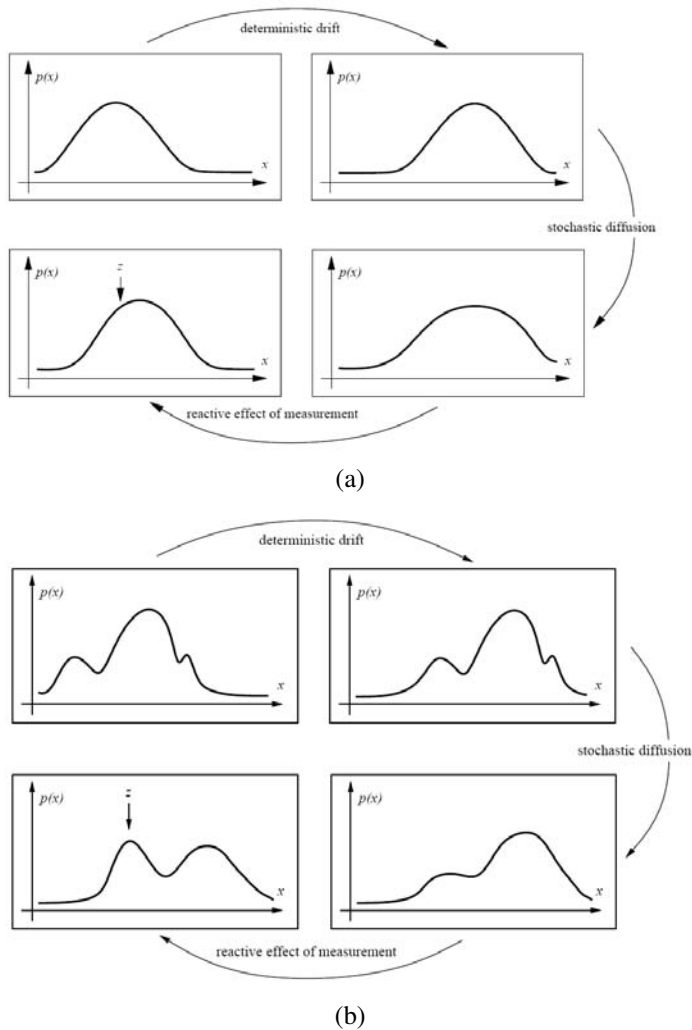 deterministic drift
p(x)
x
p(x)
x
stochastic diffusion
p(x)
z
x
p(x)
x
reactive effect of measurement
(a)
deterministic drift
p(x)
x
p(x)
x
stochastic diffusion
p(x)
z
x
p(x)
x
reactive effect of measurement
(b)